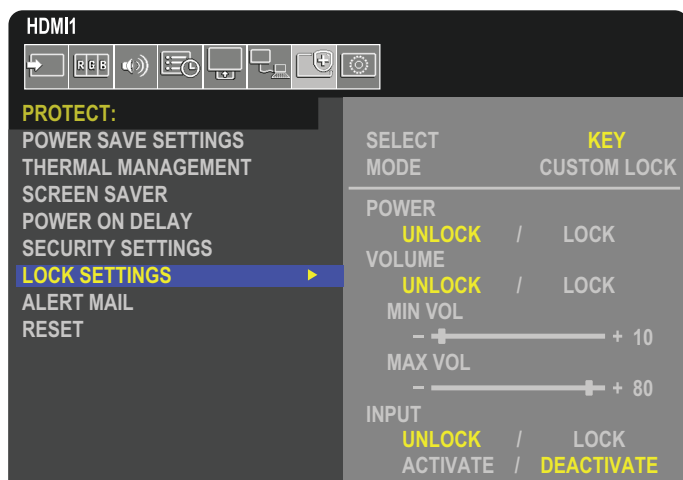 HDMI1
R G B
PROTECT:
POWER SAVE SETTINGS
THERMAL MANAGEMENT
SCREEN SAVER
POWER ON DELAY
SECURITY SETTINGS
LOCK SETTINGS
ALERT MAIL
RESET
SELECT KEY
MODE CUSTOM LOCK
POWER
UNLOCK / LOCK
VOLUME
UNLOCK / LOCK
MIN VOL
– + 10
MAX VOL
– + 80
INPUT
UNLOCK / LOCK
ACTIVATE / DEACTIVATE